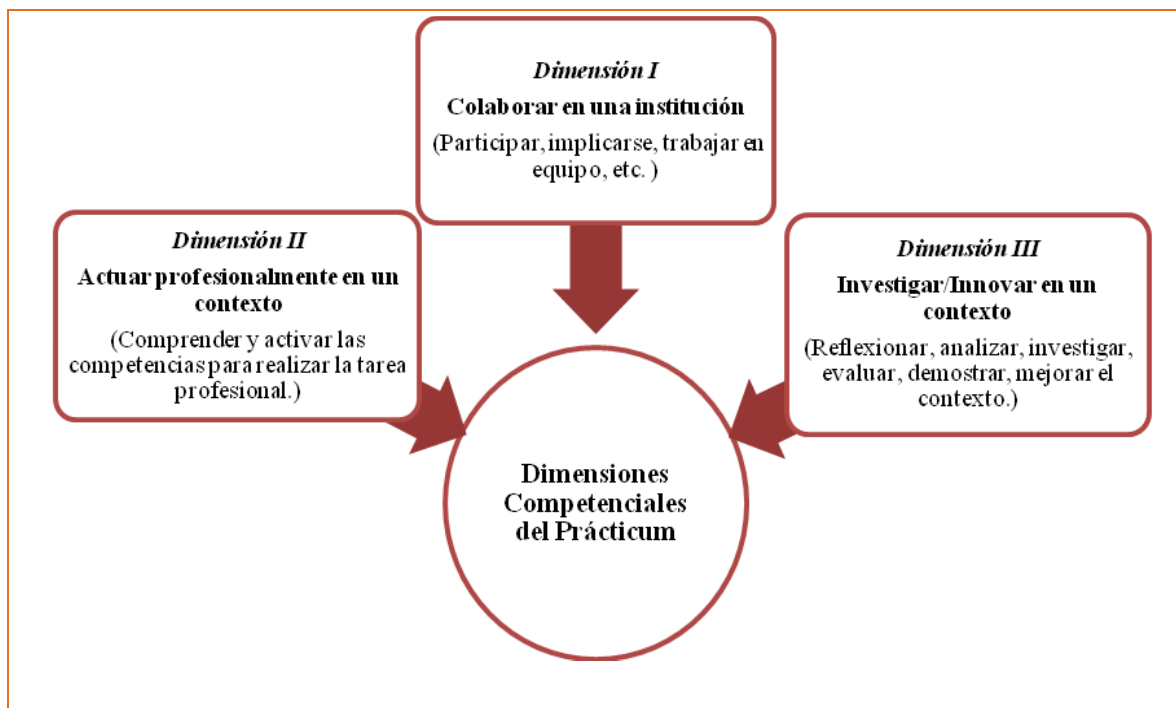 Dimensión I
Colaborar en una institución
(Participar, implicarse, trabajar en
equipo, etc. )
Dimensión II
Actuar profesionalmente en un
contexto
(Comprender y activar las
competencias para realizar la tarea
profesional.)
Dimensión III
Investigar/Innovar en un
contexto
(Reflexionar, analizar, investigar,
evaluar, demostrar, mejorar el
contexto.)
Dimensiones
Competenciales
del Prácticum